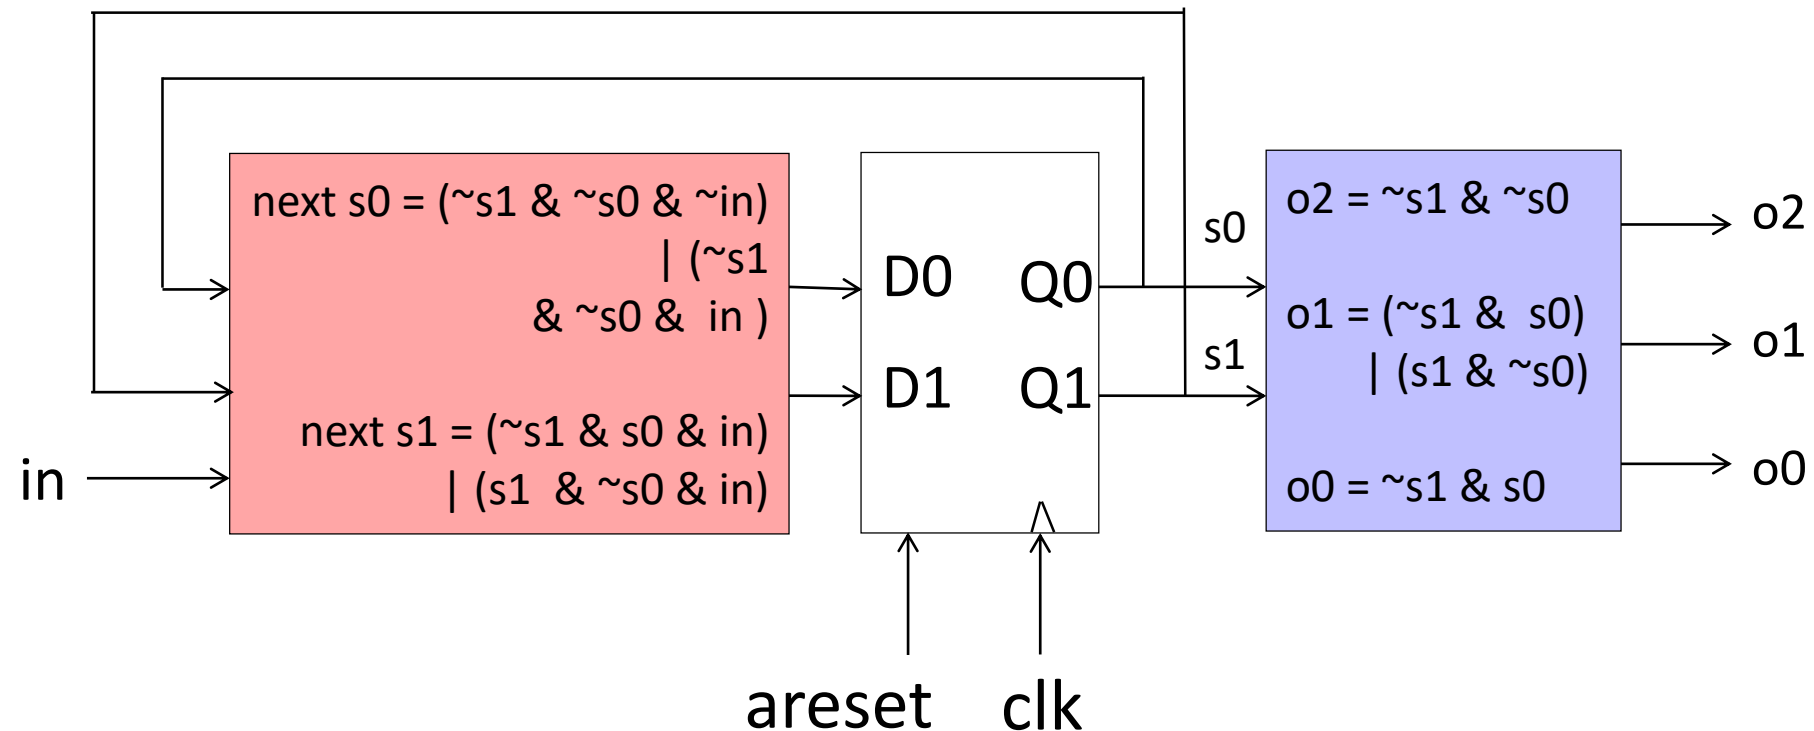 next s0 = (~s1 & ~s0 & ~in)
| (~s1
& ~s0 & in )
next s1 = (~s1 & s0 & in)
| (s1 & ~s0 & in)
in
D0
Q0
D1
Q1
areset
clk
s0
s1
o2 = ~s1 & ~s0
o1 = (~s1 & s0)
| (s1 & ~s0)
o0 = ~s1 & s0
o2
o1
o0